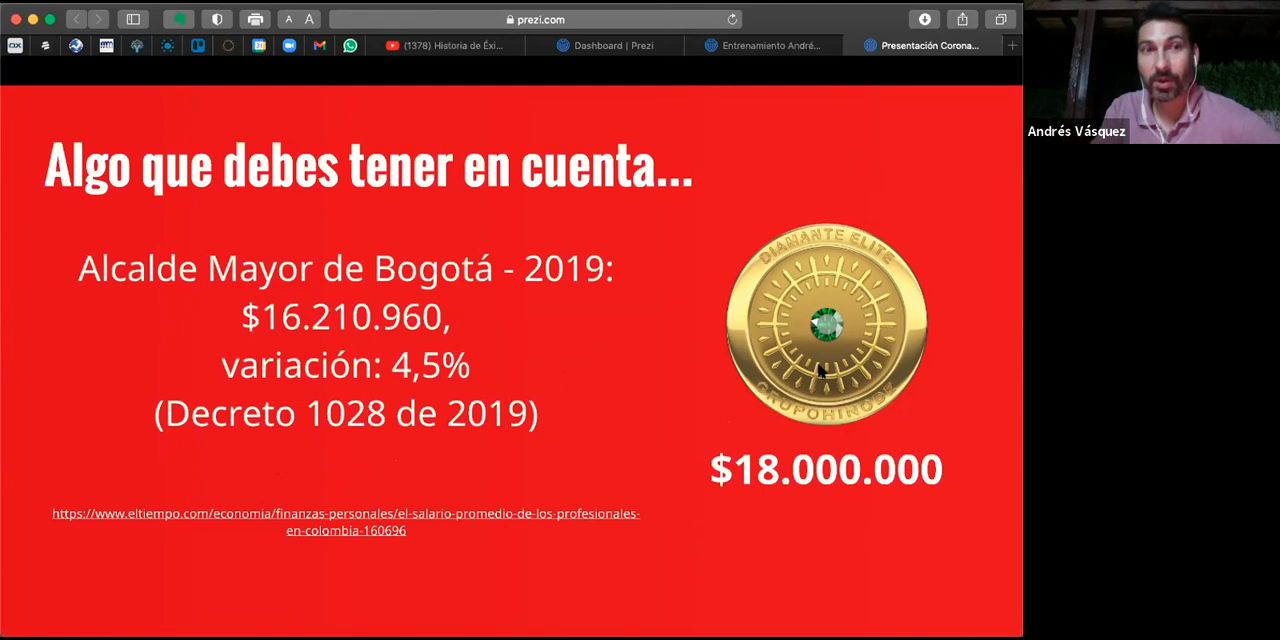 A A
prezi.com
(1378) Historia de Éxi...
Dashboard | Prezi
Entrenamiento André...
Presentación Corona...
Andrés Vásquez
Algo que debes tener en cuenta...
Alcalde Mayor de Bogotá - 2019:
$16.210.960,
variación: 4,5%
(Decreto 1028 de 2019)
https://www.eltiempo.com/economia/finanzas-personales/el-salario-promedio-de-los-profesionales-
en-colombia-160696
DIAMANTE ELITE
GRUPOHINODE
$18.000.000